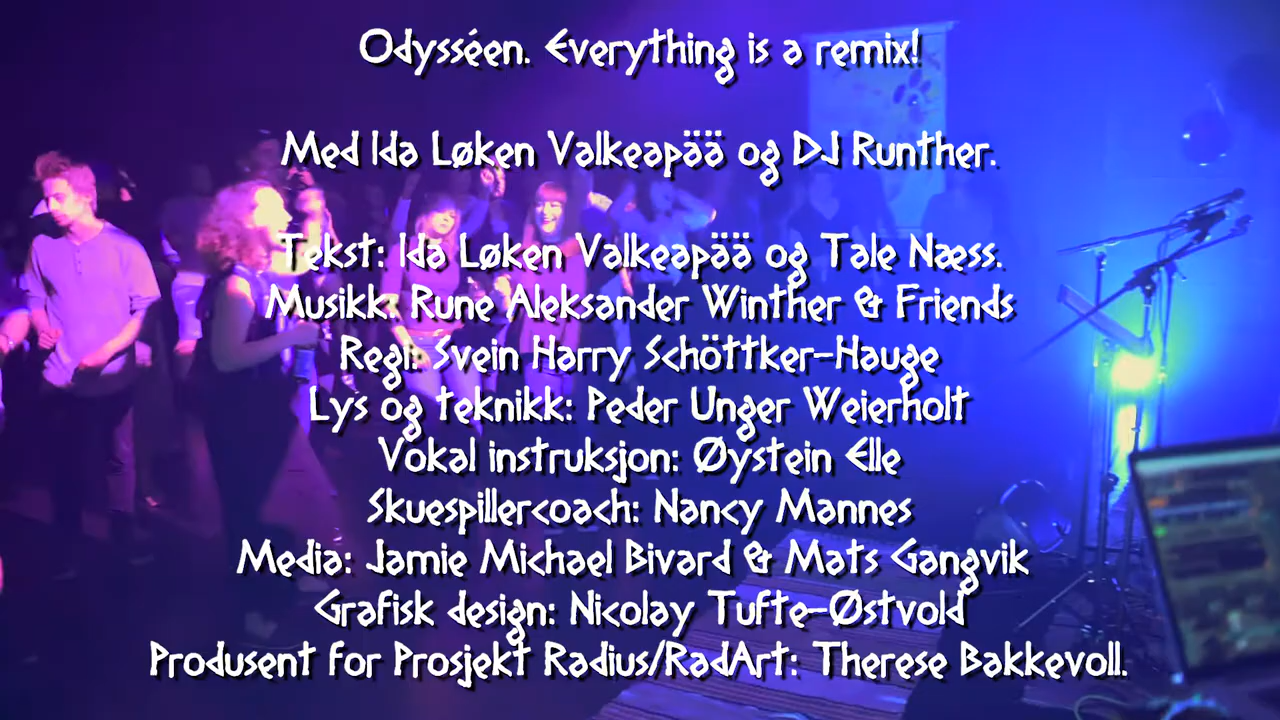 Odysséen. Everything is a remix!
Med Ida Løken Valkeapää og DJ Runther.
Tekst: Ida Løken Valkeapää og Tale Næss.
Musikk: Rune Aleksander Winther & Friends
Regi: Svein Harry Schöttker-Hauge
Lys og teknikk: Peder Unger Weierholt
Vokal instruksjon: Øystein Elle
Skuespillercoach: Nancy Mannes
Media: Jamie Michael Bivard & Mats Gangvik
Grafisk design: Nicolay Tufte-Østvold
Produsent for Prosjekt Radius/RadArt: Therese Bakkevoll.